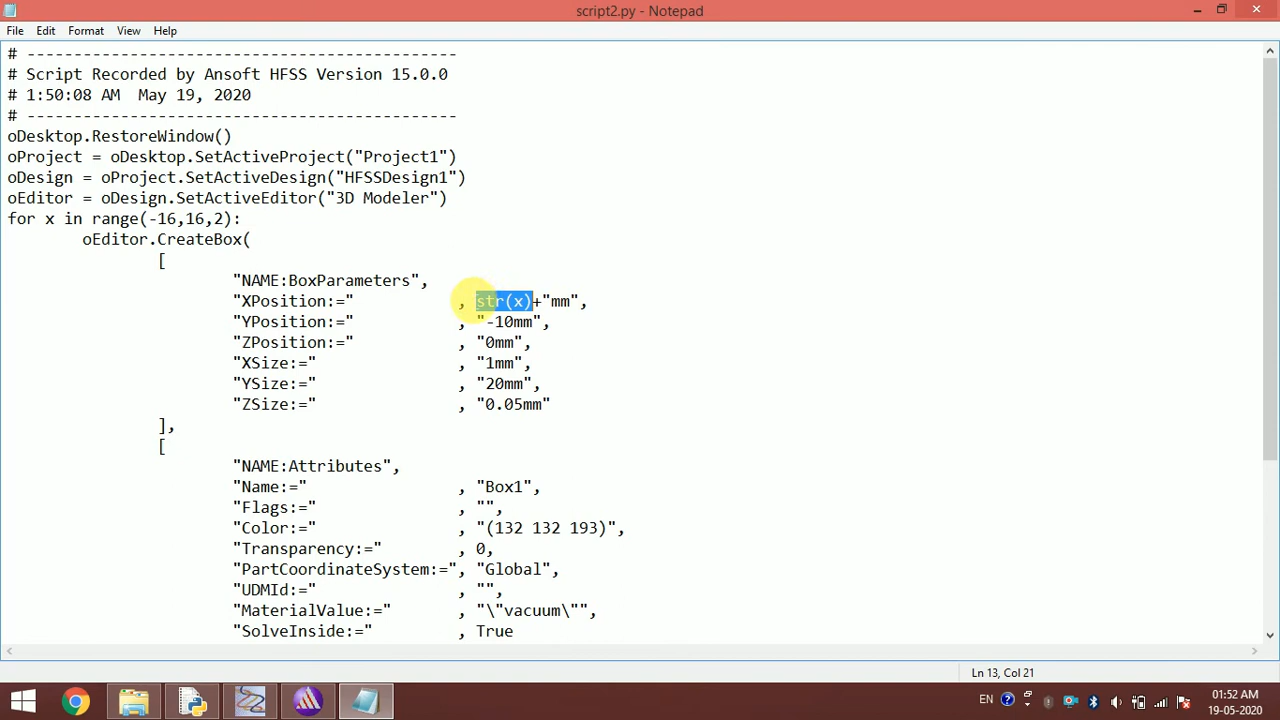 script2.py - Notepad
File Edit Format View Help
# ----------------------------------------------
# Script Recorded by Ansoft HFSS Version 15.0.0
# 1:50:08 AM  May 19, 2020
# ----------------------------------------------
oDesktop.RestoreWindow()
oProject = oDesktop.SetActiveProject("Project1")
oDesign = oProject.SetActiveDesign("HFSSDesign1")
oEditor = oDesign.SetActiveEditor("3D Modeler")
for x in range(-16,16,2):
oEditor.CreateBox(
[
"NAME:BoxParameters",
"XPosition:=" , str(x)+"mm",
"YPosition:=" , "-10mm",
"ZPosition:=" , "0mm",
"XSize:=" , "1mm",
"YSize:=" , "20mm",
"ZSize:=" , "0.05mm"
],
[
"NAME:Attributes",
"Name:=" , "Box1",
"Flags:=" , "",
"Color:=" , "(132 132 193)",
"Transparency:=" , 0,
"PartCoordinateSystem:=", "Global",
"UDMId:=" , "",
"MaterialValue:=" , "\"vacuum\"",
"SolveInside:=" , True
Ln 13, Col 21
EN
01:52 AM
19-05-2020